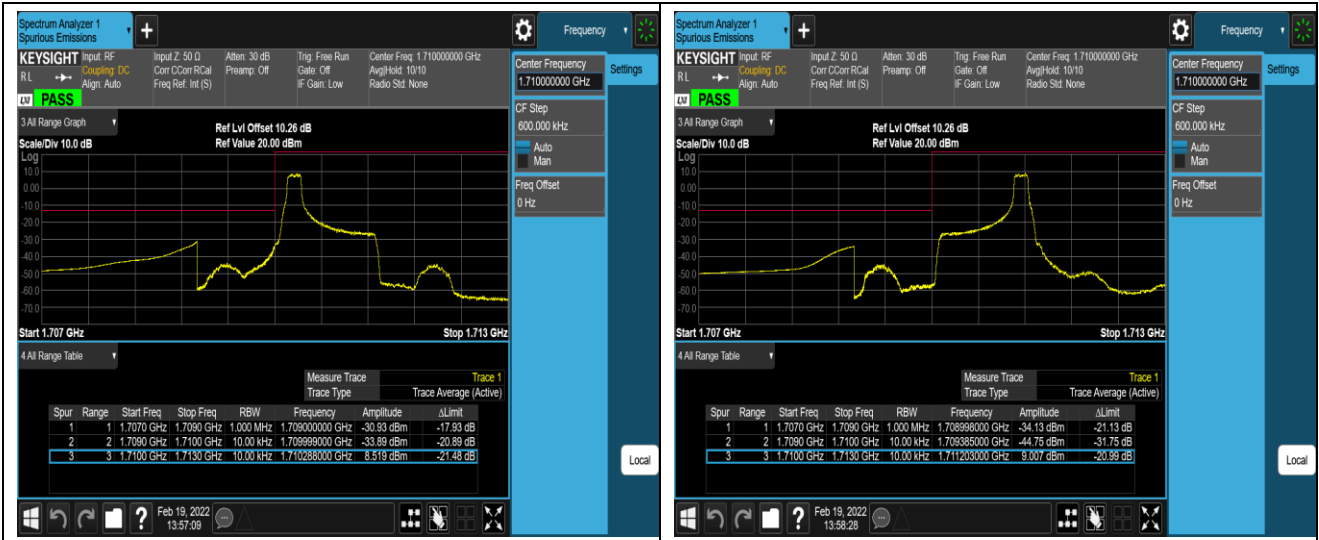 Spectrum Analyzer 1
Spurious Emissions
Frequency
KEYSIGHT Input: RF Input Z: 50 Ω Atten: 30 dB Trig: Free Run Center Freq: 1.710000000 GHz
R L Coupling: DC Corr CCorr RCal Preamp: Off Gate: Off Avg|Hold: 10/10
Align: Auto Freq Ref: Int (S) IF Gain: Low Radio Std: None
LXI PASS
3 All Range Graph
Ref Lvl Offset 10.26 dB
Scale/Div 10.0 dB Ref Value 20.00 dBm
Log
10.0
0.00
-10.0
-20.0
-30.0
-40.0
-50.0
-60.0
-70.0
Start 1.707 GHz Stop 1.713 GHz
4 All Range Table
Measure Trace Trace 1
Trace Type Trace Average (Active)
Spur Range Start Freq Stop Freq RBW Frequency Amplitude ΔLimit
1 1 1.7070 GHz 1.7090 GHz 1.000 MHz 1.709000000 GHz -30.93 dBm -17.93 dB
2 2 1.7090 GHz 1.7100 GHz 10.00 kHz 1.709999000 GHz -33.89 dBm -20.89 dB
3 3 1.7100 GHz 1.7130 GHz 10.00 kHz 1.710288000 GHz 8.519 dBm -21.48 dB
Center Frequency
1.710000000 GHz
Settings
CF Step
600.000 kHz
Auto
Man
Freq Offset
0 Hz
Local
?
Feb 19, 2022
13:57:09
Spectrum Analyzer 1
Spurious Emissions
Frequency
KEYSIGHT Input: RF Input Z: 50 Ω Atten: 30 dB Trig: Free Run Center Freq: 1.710000000 GHz
R L Coupling: DC Corr CCorr RCal Preamp: Off Gate: Off Avg|Hold: 10/10
Align: Auto Freq Ref: Int (S) IF Gain: Low Radio Std: None
LXI PASS
3 All Range Graph
Ref Lvl Offset 10.26 dB
Scale/Div 10.0 dB Ref Value 20.00 dBm
Log
10.0
0.00
-10.0
-20.0
-30.0
-40.0
-50.0
-60.0
-70.0
Start 1.707 GHz Stop 1.713 GHz
4 All Range Table
Measure Trace Trace 1
Trace Type Trace Average (Active)
Spur Range Start Freq Stop Freq RBW Frequency Amplitude ΔLimit
1 1 1.7070 GHz 1.7090 GHz 1.000 MHz 1.708998000 GHz -34.13 dBm -21.13 dB
2 2 1.7090 GHz 1.7100 GHz 10.00 kHz 1.709385000 GHz -44.75 dBm -31.75 dB
3 3 1.7100 GHz 1.7130 GHz 10.00 kHz 1.711203000 GHz 9.007 dBm -20.99 dB
Center Frequency
1.710000000 GHz
Settings
CF Step
600.000 kHz
Auto
Man
Freq Offset
0 Hz
Local
?
Feb 19, 2022
13:58:28